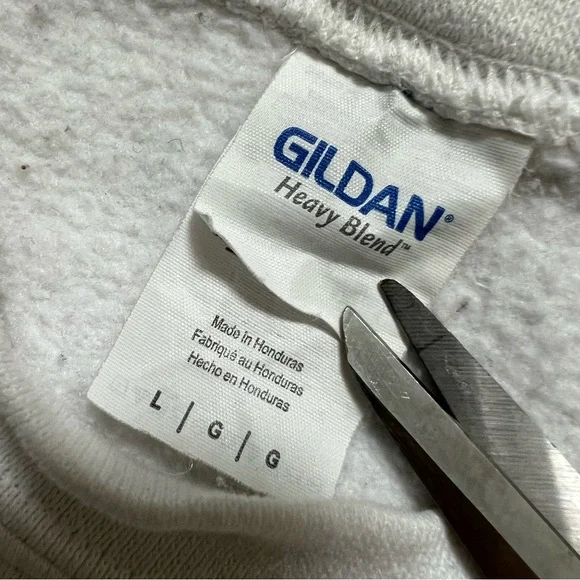 GILDAN®
Heavy Blend™
Made in Honduras
Fabriqué au Honduras
Hecho en Honduras
L | G | G